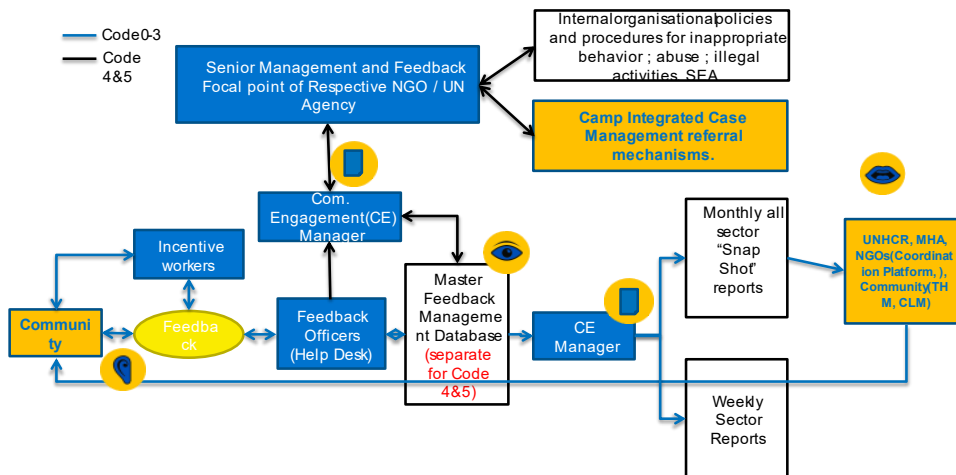 Code0-3
Code
4&5
Senior Management and Feedback
Focal point of Respective NGO / UN
Agency
Internalorganisationalpolicies
and procedures for inappropriate
behavior ; abuse ; illegal
activities, SEA
Camp Integrated Case
Management referral
mechanisms.
Com.
Engagement(CE)
Manager
Incentive
workers
Communi
ty
Feedba
ck
Feedback
Officers
(Help Desk)
Master
Feedback
Manageme
nt Database
(separate
for Code
4&5)
CE
Manager
Monthly all
sector
“Snap
Shot”
reports
Weekly
Sector
Reports
UNHCR, MHA,
NGOs(Coordinat
ion Platform, ),
Community(TH
M, CLM)